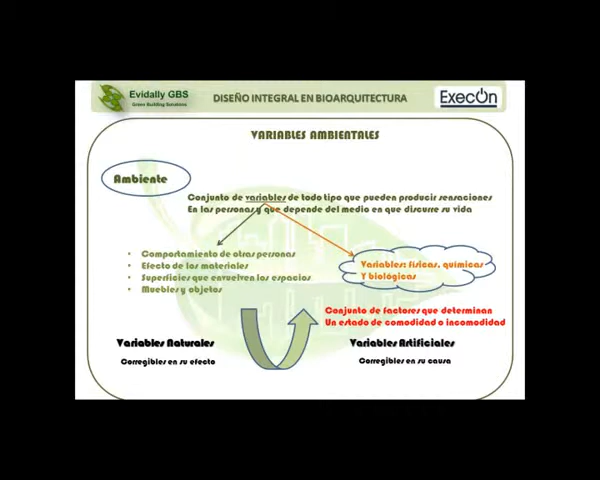 Evidally GBS
Green Building Solutions
DISEÑO INTEGRAL EN BIOARQUITECTURA
ExecOn
VARIABLES AMBIENTALES
Ambiente
Conjunto de variables de todo tipo que pueden producir sensaciones
En las personas y que depende del medio en que discurre su vida
• Comportamiento de otras personas
• Efecto de los materiales
• Superficies que envuelven los espacios
• Muebles y objetos
Variables: físicas, químicas
Y biológicas
Conjunto de factores que determinan
Un estado de comodidad o incomodidad
Variables Naturales
Corregibles en su efecto
Variables Artificiales
Corregibles en su causa